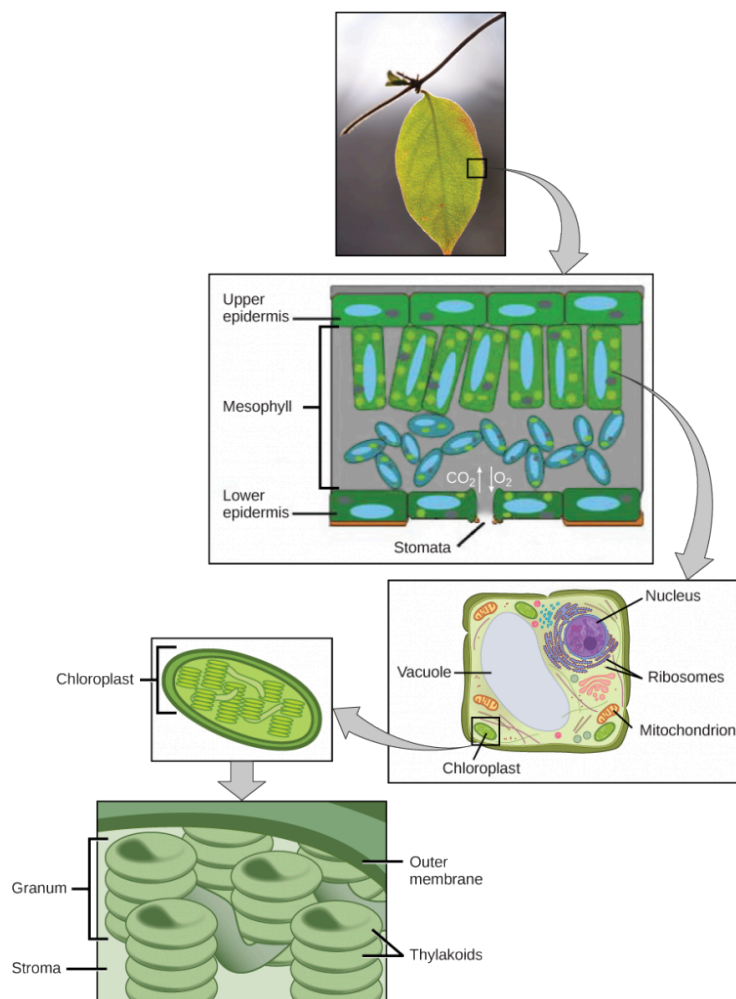 Upper
epidermis
Mesophyll
CO₂ O₂
Lower
epidermis
Stomata
Nucleus
Vacuole
Ribosomes
Mitochondrion
Chloroplast
Chloroplast
Granum
Outer
membrane
Stroma
Thylakoids